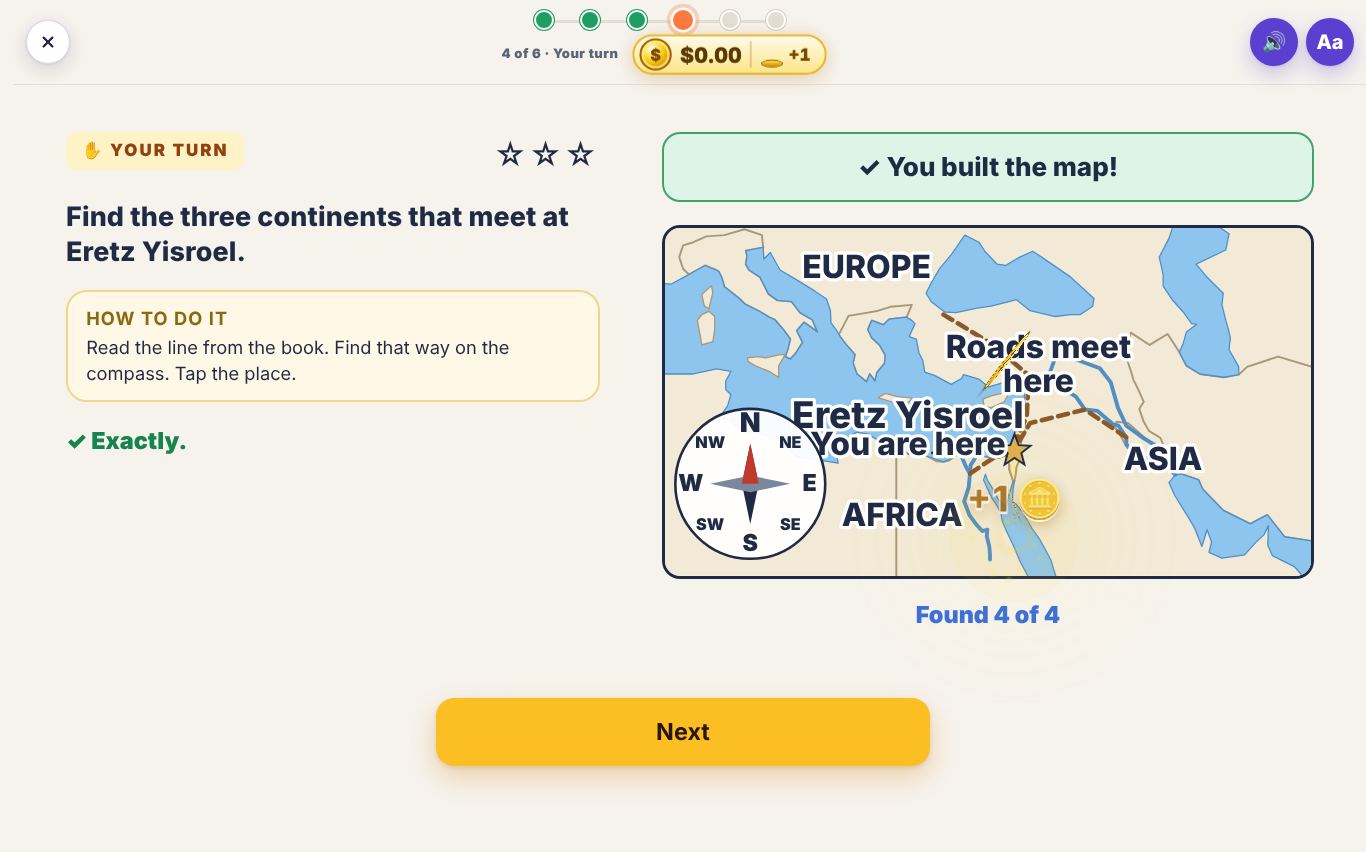 4 of 6 · Your turn
$ $0.00 +1
Aa
✋ YOUR TURN
☆ ☆ ☆
Find the three continents that meet at
Eretz Yisroel.
HOW TO DO IT
Read the line from the book. Find that way on the
compass. Tap the place.
✓ Exactly.
✓ You built the map!
EUROPE
Roads meet
here
Eretz Yisroel
You are here
ASIA
AFRICA
+1
N
NW NE
W E
SW SE
S
Found 4 of 4
Next